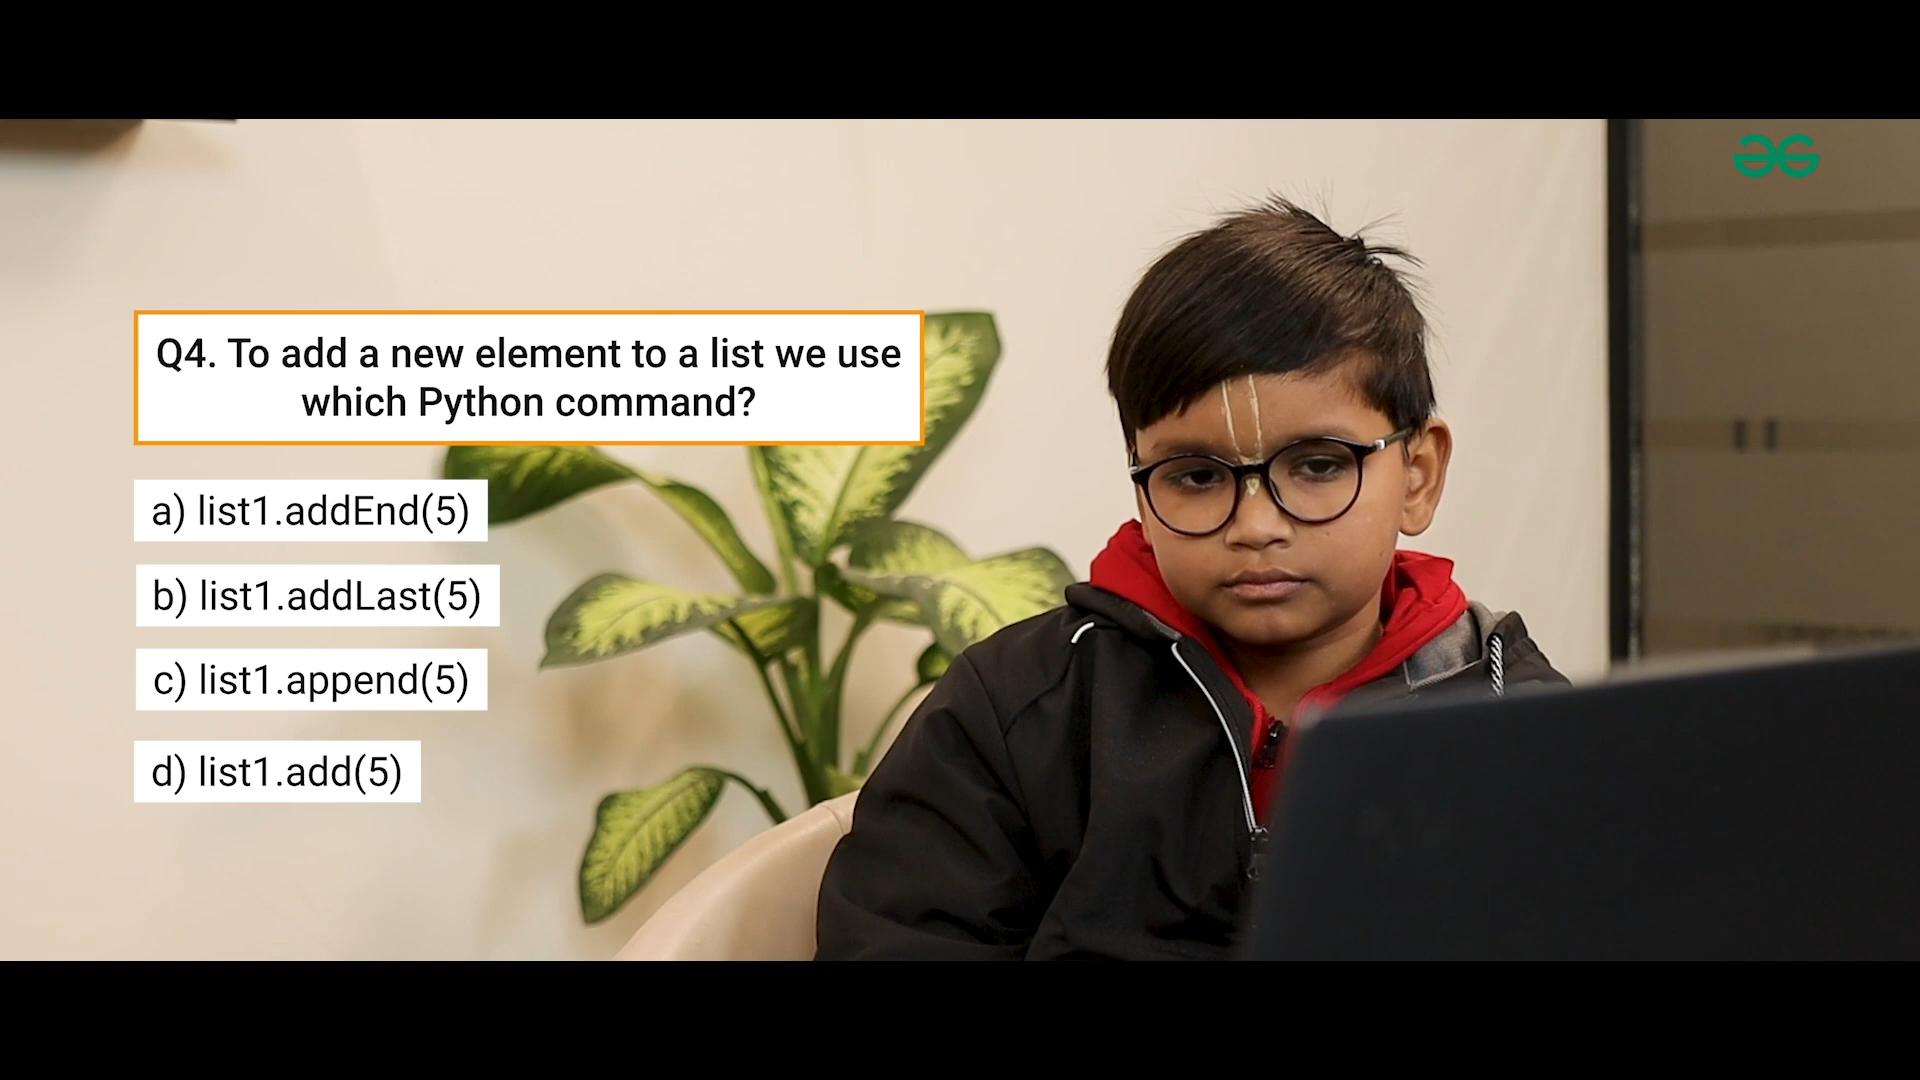 Q4. To add a new element to a list we use
which Python command?
a) list1.addEnd(5)
b) list1.addLast(5)
c) list1.append(5)
d) list1.add(5)